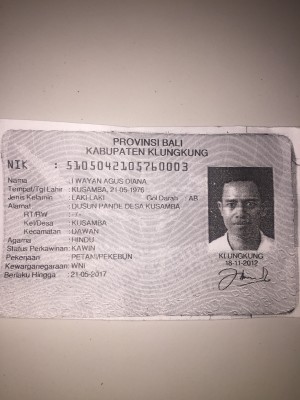 PROVINSI BALI
KABUPATEN KLUNGKUNG
NIK : 5105042105760003
Nama : I WAYAN AGUS DIANA
Tempat/Tgl Lahir : KUSAMBA, 21-05-1976
Jenis Kelamin : LAKI-LAKI Gol Darah : AB
Alamat : DUSUN PANDE DESA KUSAMBA
RT/RW : -/-
Kel/Desa : KUSAMBA
Kecamatan : DAWAN
Agama : HINDU
Status Perkawinan : KAWIN
Pekerjaan : PETANI/PEKEBUN
Kewarganegaraan : WNI
Berlaku Hingga : 21-05-2017
KLUNGKUNG
18-11-2012